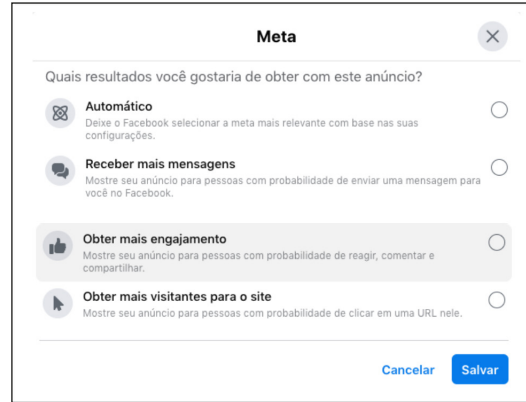 Meta
Quais resultados você gostaria de obter com este anúncio?
Automático
Deixe o Facebook selecionar a meta mais relevante com base nas suas
configurações.
Receber mais mensagens
Mostre seu anúncio para pessoas com probabilidade de enviar uma mensagem para
você no Facebook.
Obter mais engajamento
Mostre seu anúncio para pessoas com probabilidade de reagir, comentar e
compartilhar.
Obter mais visitantes para o site
Mostre seu anúncio para pessoas com probabilidade de clicar em uma URL nele.
Cancelar Salvar